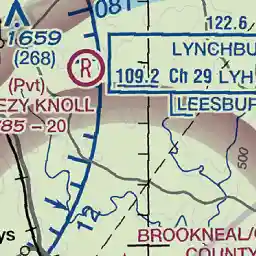 081
122.6
1659
(268)
R
LYNCHBU
109.2 Ch 29 LYH
(Pvt)
EZY KNOLL
LEESBUR
785 - 20
500
12
ys
BROOKNEAL/
COUNTY